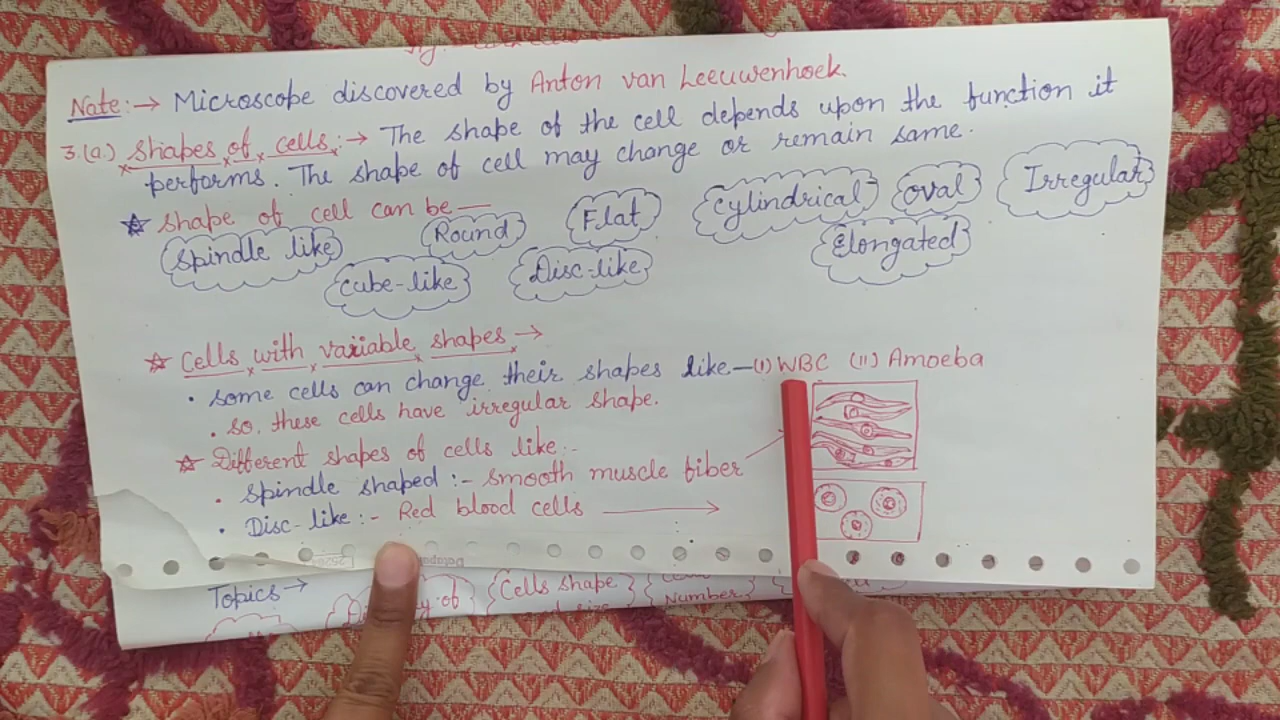 Note:→ Microscope discovered by Anton van Leeuwenhoek.
3.(a.) Shapes of cells:→ The shape of the cell depends upon the function it
performs. The shape of cell may change or remain same.
☆ Shape of cell can be—
Spindle like Round Flat Cylindrical Oval Irregular
Cube-like Disc-like Elongated
☆ Cells with variable shapes →
• Some cells can change their shapes like—(i) WBC (ii) Amoeba
• So, these cells have irregular shape.
☆ Different shapes of cells like:-
• Spindle shaped:- Smooth muscle fiber
• Disc-like:- Red blood cells →
Topics→ of Cells shape Number
and size